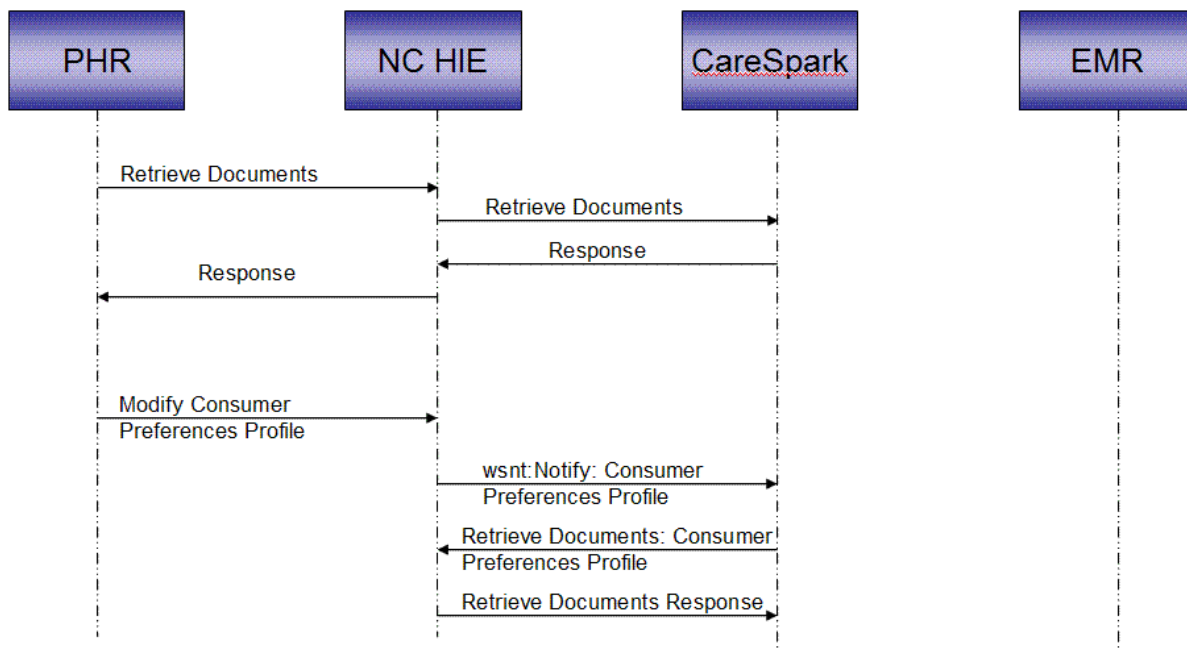 PHR
NC HIE
CareSpark
EMR
Retrieve Documents
Retrieve Documents
Response
Response
Modify Consumer
Preferences Profile
wsnt:Notify: Consumer
Preferences Profile
Retrieve Documents: Consumer
Preferences Profile
Retrieve Documents Response